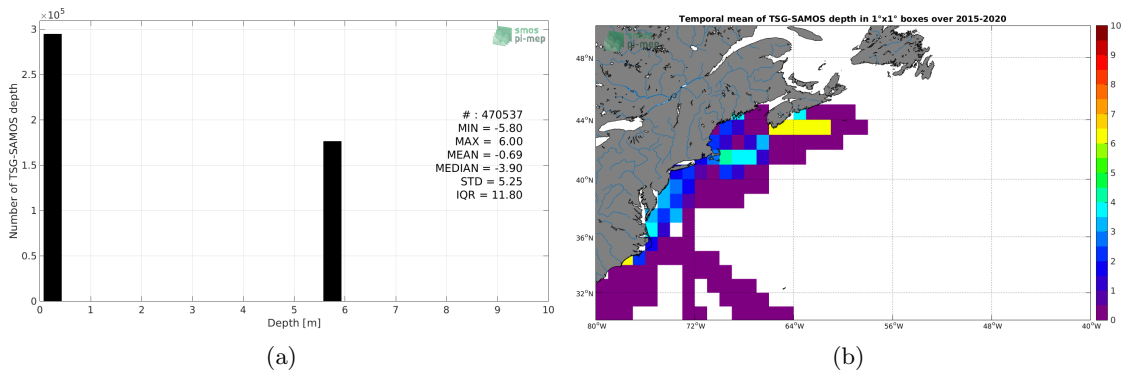 ×10⁵
3
2.5
2
1.5
1
0.5
0
Number of TSG-SAMOS depth
smos
pi-mep
# : 470537
MIN = -5.80
MAX = 6.00
MEAN = -0.69
MEDIAN = -3.90
STD = 5.25
IQR = 11.80
0 1 2 3 4 5 6 7 8 9 10
Depth [m]
(a)
Temporal mean of TSG-SAMOS depth in 1°x1° boxes over 2015-2020
smos
pi-mep
48°N
44°N
40°N
36°N
32°N
80°W 72°W 64°W 56°W 48°W 40°W
10
9
8
7
6
5
4
3
2
1
0
(b)